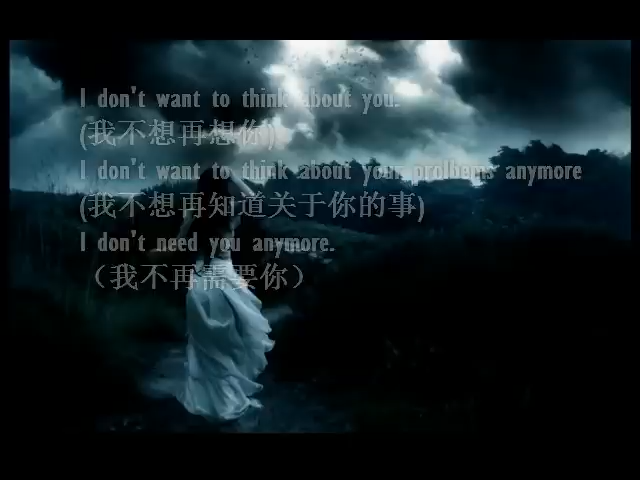 I don't want to think about you.
(我不想再想你)
I don't want to think about your prolbems anymore
(我不想再知道关于你的事)
I don't need you anymore.
（我不再需要你）